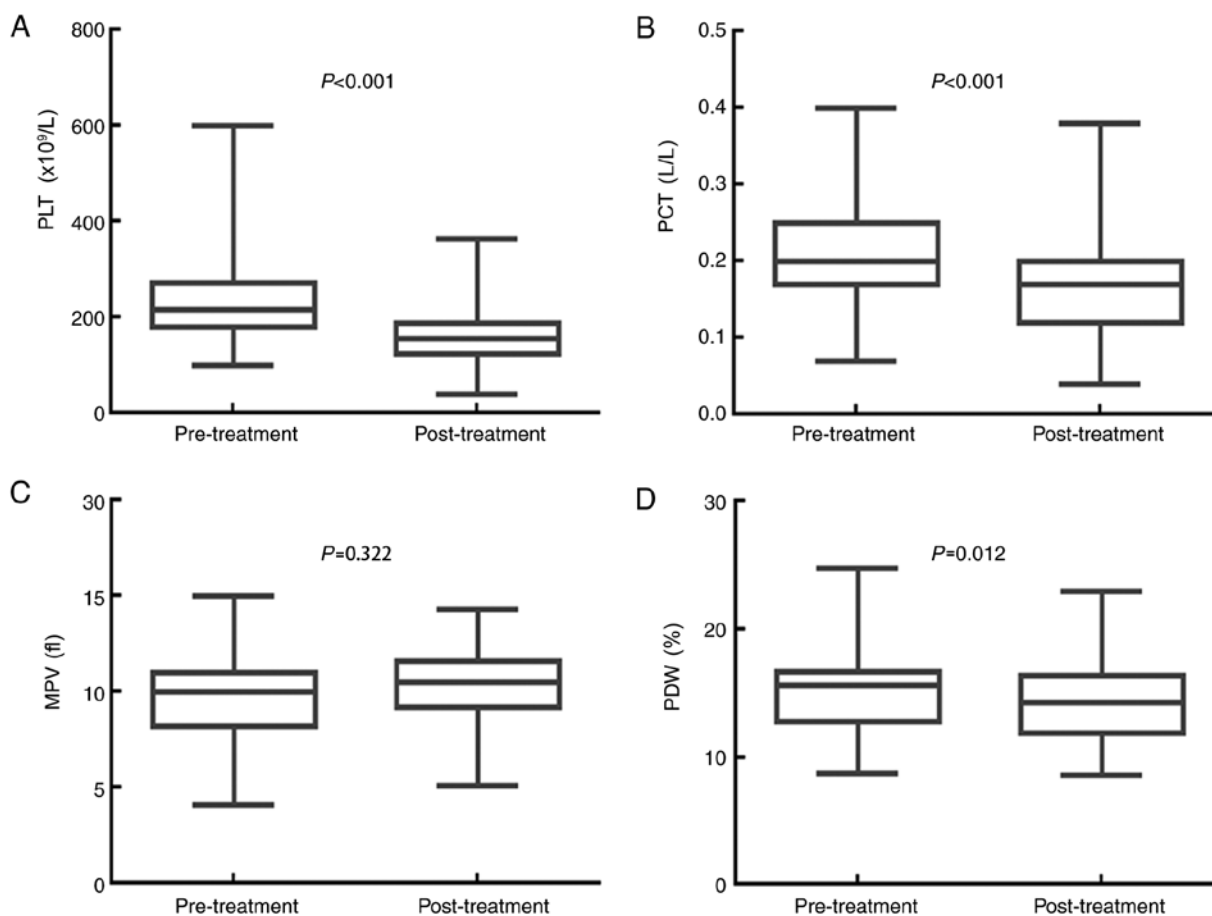 A
PLT (x10⁹/L)
800
600
400
200
0
P<0.001
Pre-treatment
Post-treatment
B
PCT (L/L)
0.5
0.4
0.3
0.2
0.1
0.0
P<0.001
Pre-treatment
Post-treatment
C
MPV (fl)
30
15
10
5
0
P=0.322
Pre-treatment
Post-treatment
D
PDW (%)
30
20
10
0
P=0.012
Pre-treatment
Post-treatment